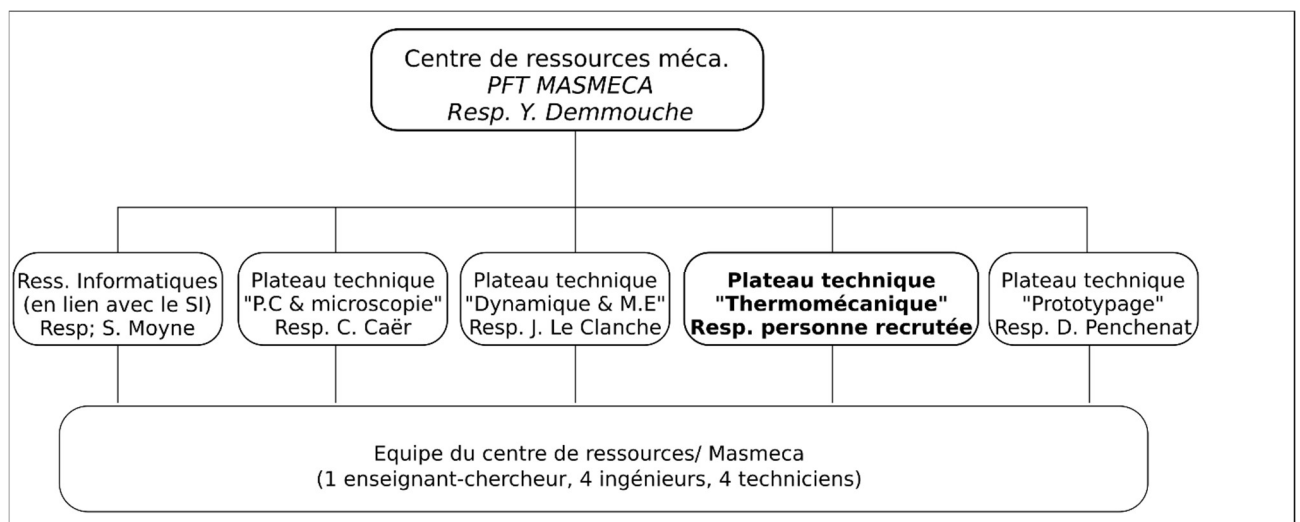 Centre de ressources méca.
PFT MASMECA
Resp. Y. Demmouche
Ress. Informatiques
(en lien avec le SI)
Resp; S. Moyne
Plateau technique
"P.C & microscopie"
Resp. C. Caër
Plateau technique
"Dynamique & M.E"
Resp. J. Le Clanche
Plateau technique
"Thermomécanique"
Resp. personne recrutée
Plateau technique
"Prototypage"
Resp. D. Penchenat
Equipe du centre de ressources/ Masmeca
(1 enseignant-chercheur, 4 ingénieurs, 4 techniciens)